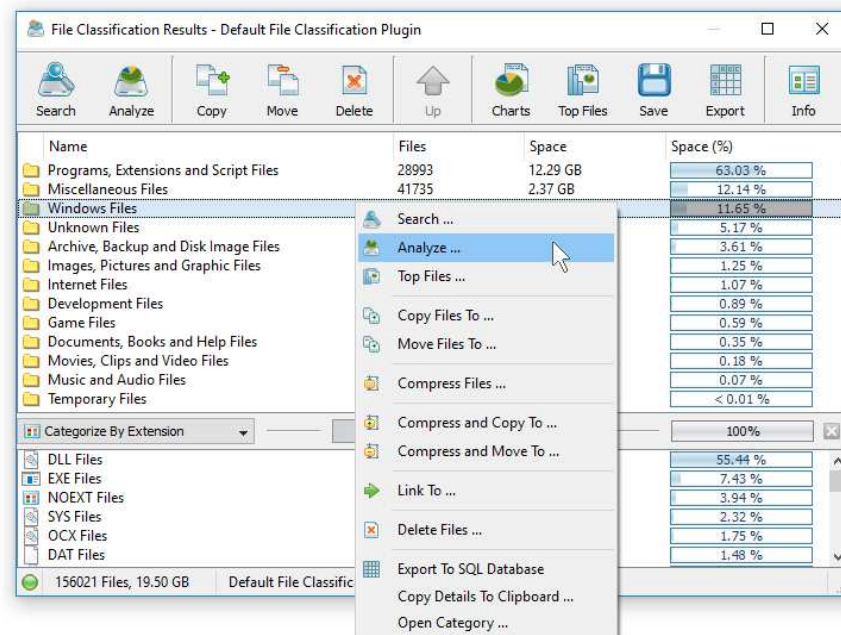 File Classification Results - Default File Classification Plugin
Search Analyze Copy Move Delete Up Charts Top Files Save Export Info
Name Files Space Space (%)
Programs, Extensions and Script Files 28993 12.29 GB 63.03 %
Miscellaneous Files 41735 2.37 GB 12.14 %
Windows Files 11.65 %
Unknown Files 5.17 %
Archive, Backup and Disk Image Files 3.61 %
Images, Pictures and Graphic Files 1.25 %
Internet Files 1.07 %
Development Files 0.89 %
Game Files 0.59 %
Documents, Books and Help Files 0.35 %
Movies, Clips and Video Files 0.18 %
Music and Audio Files 0.07 %
Temporary Files < 0.01 %
Search ...
Analyze ...
Top Files ...
Copy Files To ...
Move Files To ...
Compress Files ...
Compress and Copy To ...
Compress and Move To ...
Link To ...
Delete Files ...
Export To SQL Database
Copy Details To Clipboard ...
Open Category ...
Categorize By Extension 100%
DLL Files 55.44 %
EXE Files 7.43 %
NOEXT Files 3.94 %
SYS Files 2.32 %
OCX Files 1.75 %
DAT Files 1.48 %
156021 Files, 19.50 GB Default File Classific